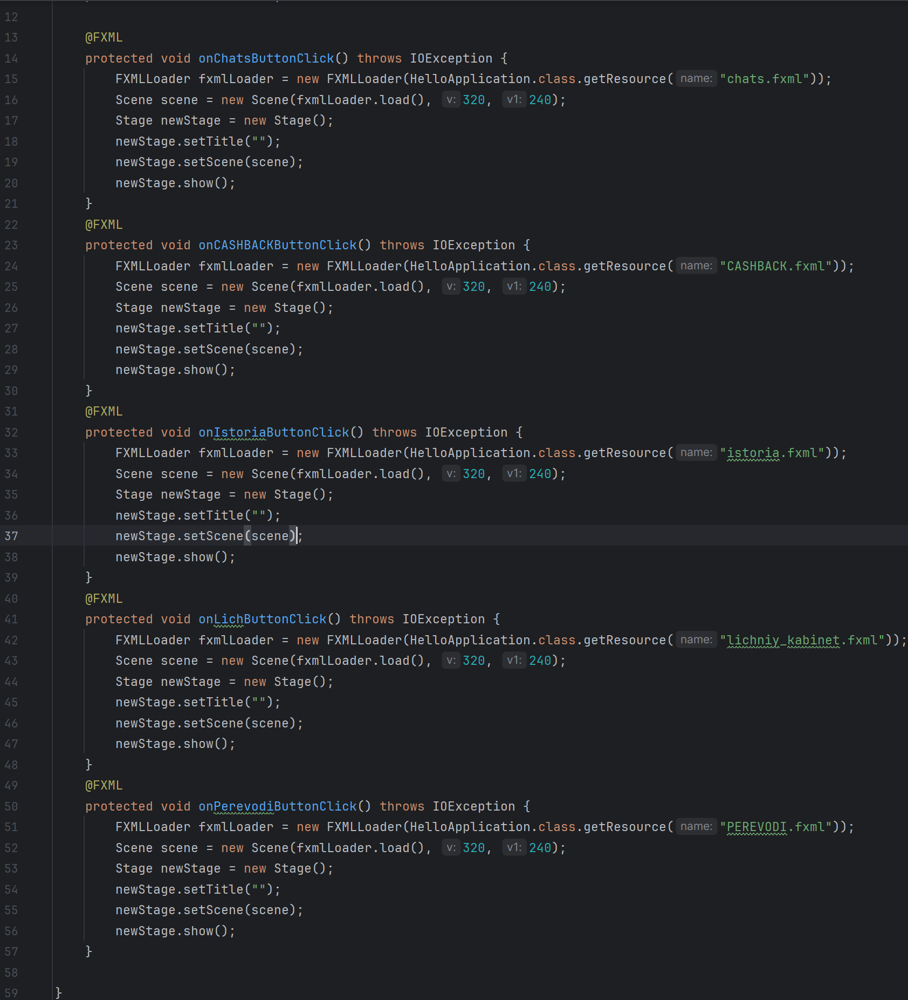 12
13 @FXML
14 protected void onChatsButtonClick() throws IOException {
15 FXMLLoader fxmlLoader = new FXMLLoader(HelloApplication.class.getResource( name: "chats.fxml"));
16 Scene scene = new Scene(fxmlLoader.load(), v: 320, v1: 240);
17 Stage newStage = new Stage();
18 newStage.setTitle("");
19 newStage.setScene(scene);
20 newStage.show();
21 }
22 @FXML
23 protected void onCASHBACKButtonClick() throws IOException {
24 FXMLLoader fxmlLoader = new FXMLLoader(HelloApplication.class.getResource( name: "CASHBACK.fxml"));
25 Scene scene = new Scene(fxmlLoader.load(), v: 320, v1: 240);
26 Stage newStage = new Stage();
27 newStage.setTitle("");
28 newStage.setScene(scene);
29 newStage.show();
30 }
31 @FXML
32 protected void onIstoriaButtonClick() throws IOException {
33 FXMLLoader fxmlLoader = new FXMLLoader(HelloApplication.class.getResource( name: "istoria.fxml"));
34 Scene scene = new Scene(fxmlLoader.load(), v: 320, v1: 240);
35 Stage newStage = new Stage();
36 newStage.setTitle("");
37 newStage.setScene(scene);
38 newStage.show();
39 }
40 @FXML
41 protected void onLichButtonClick() throws IOException {
42 FXMLLoader fxmlLoader = new FXMLLoader(HelloApplication.class.getResource( name: "lichniy_kabinet.fxml"));
43 Scene scene = new Scene(fxmlLoader.load(), v: 320, v1: 240);
44 Stage newStage = new Stage();
45 newStage.setTitle("");
46 newStage.setScene(scene);
47 newStage.show();
48 }
49 @FXML
50 protected void onPerevodiButtonClick() throws IOException {
51 FXMLLoader fxmlLoader = new FXMLLoader(HelloApplication.class.getResource( name: "PEREVODI.fxml"));
52 Scene scene = new Scene(fxmlLoader.load(), v: 320, v1: 240);
53 Stage newStage = new Stage();
54 newStage.setTitle("");
55 newStage.setScene(scene);
56 newStage.show();
57 }
58
59 }